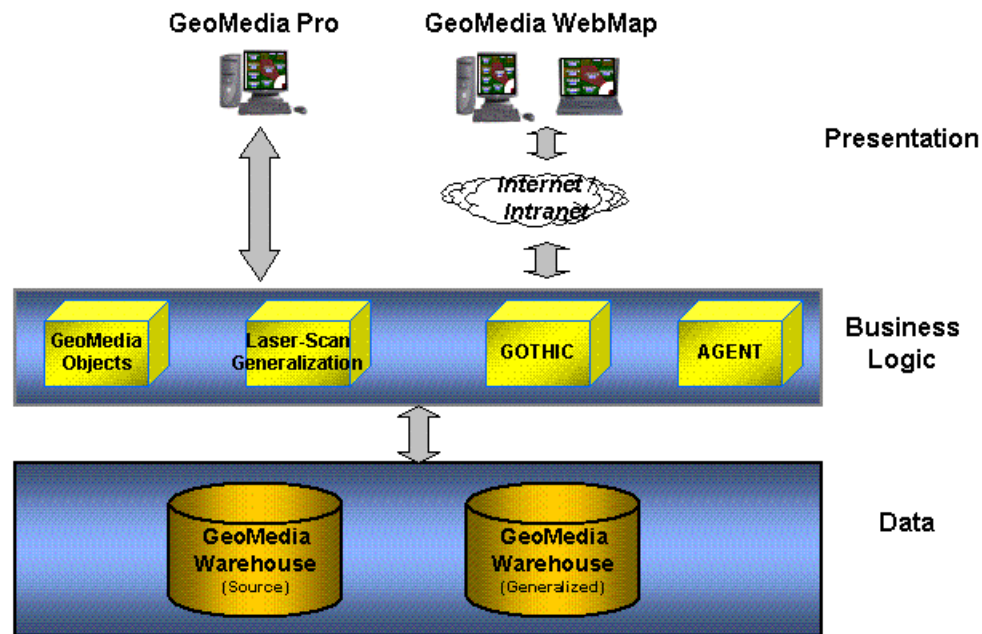 GeoMedia Pro
GeoMedia WebMap
Presentation
Internet /
Intranet
GeoMedia
Objects
Laser-Scan
Generalization
GOTHIC
AGENT
Business
Logic
GeoMedia
Warehouse
(Source)
GeoMedia
Warehouse
(Generalized)
Data